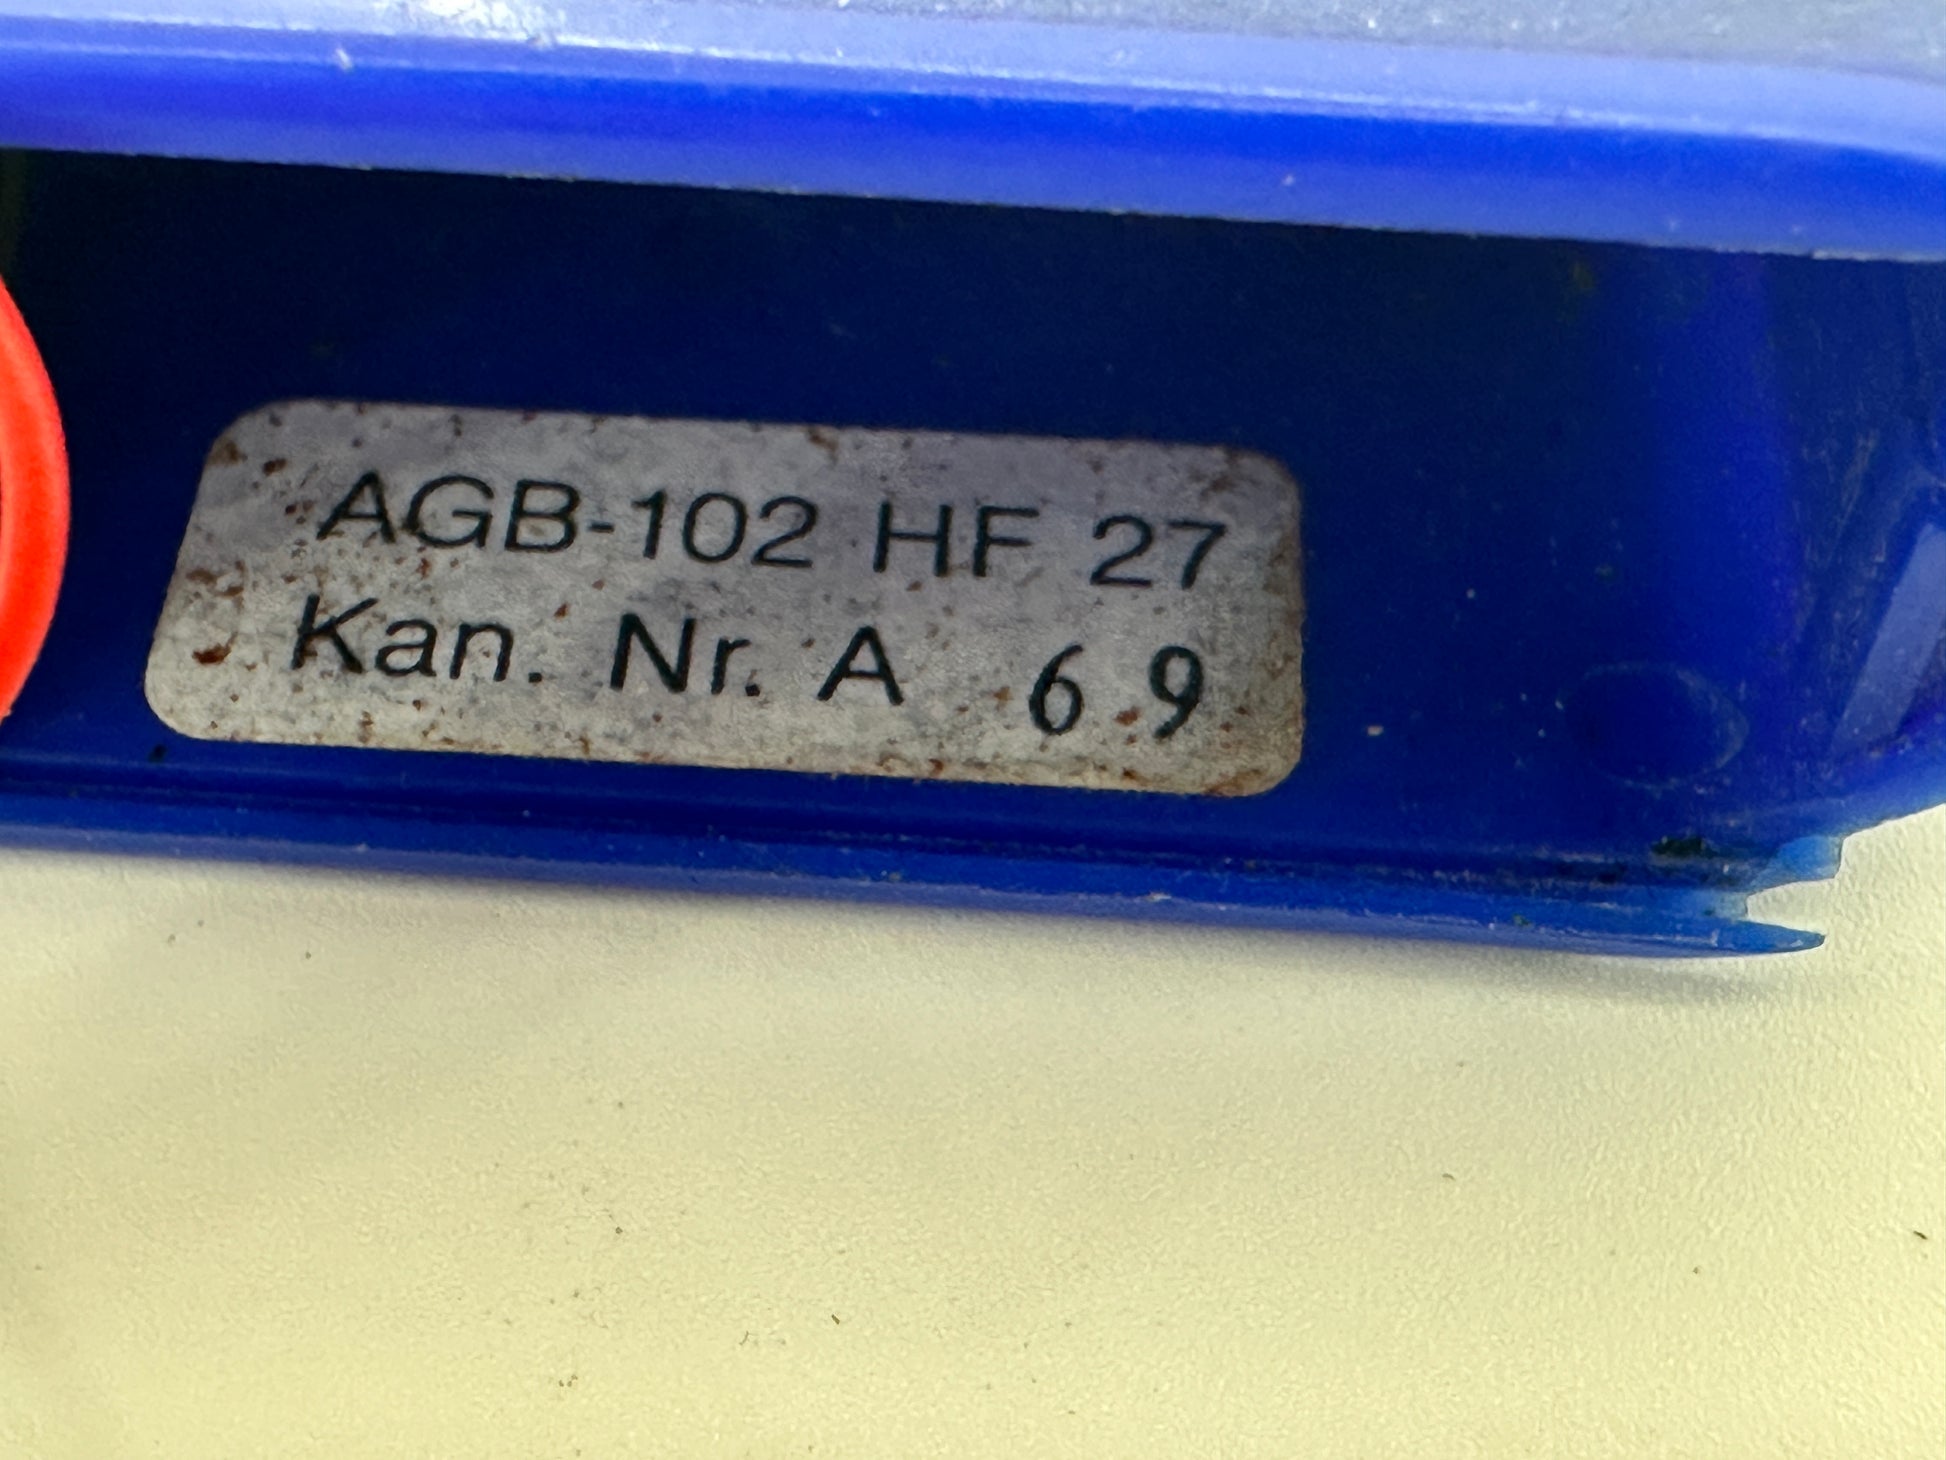 AGB-102 HF 27
Kan. Nr. A 69